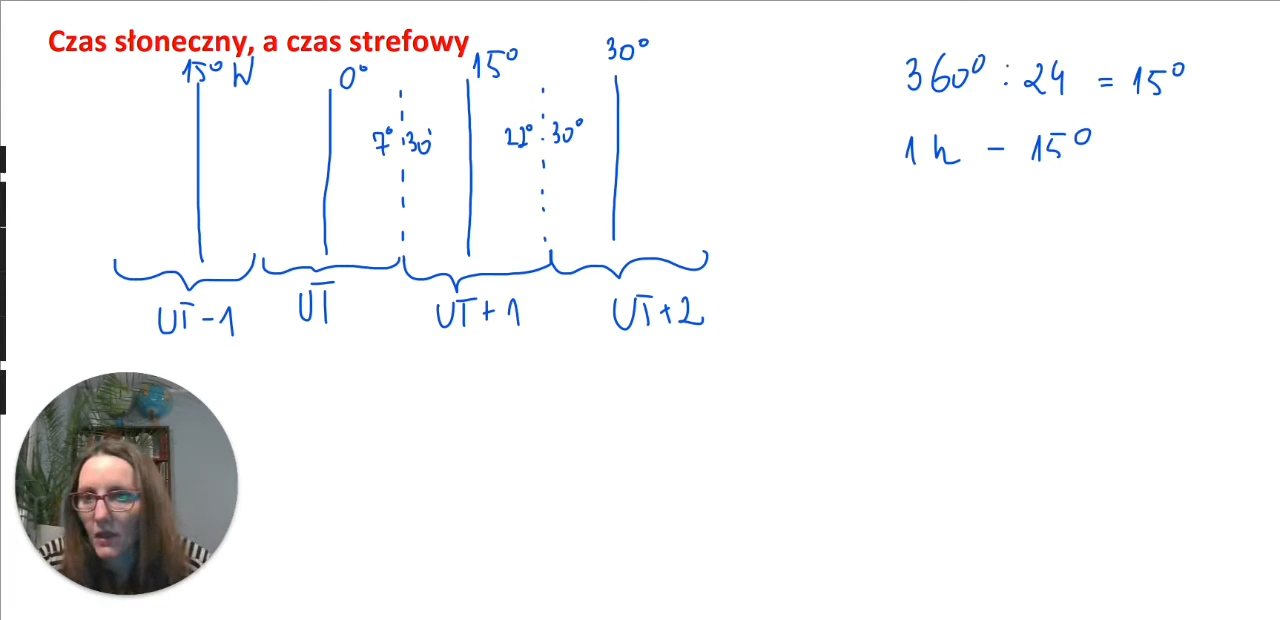 Czas słoneczny, a czas strefowy
15° W 0° 15° 30°
7° 30' 22° 30°
UT-1 UT UT+1 UT+2
360° : 24 = 15°
1 h - 15°